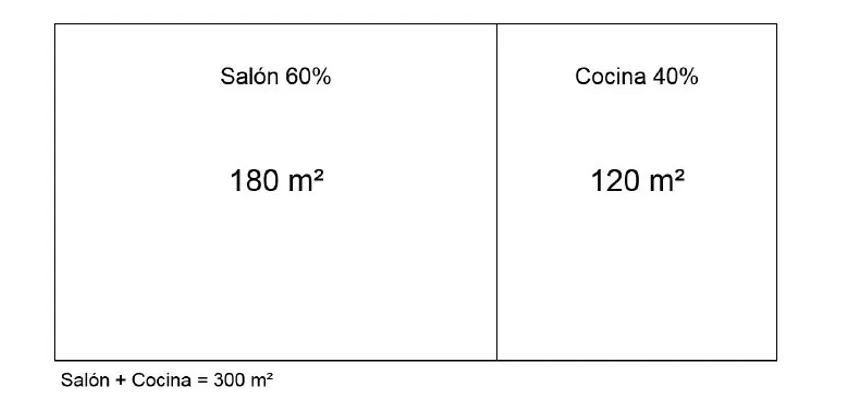 Salón 60%
Cocina 40%
180 m²
120 m²
Salón + Cocina = 300 m²